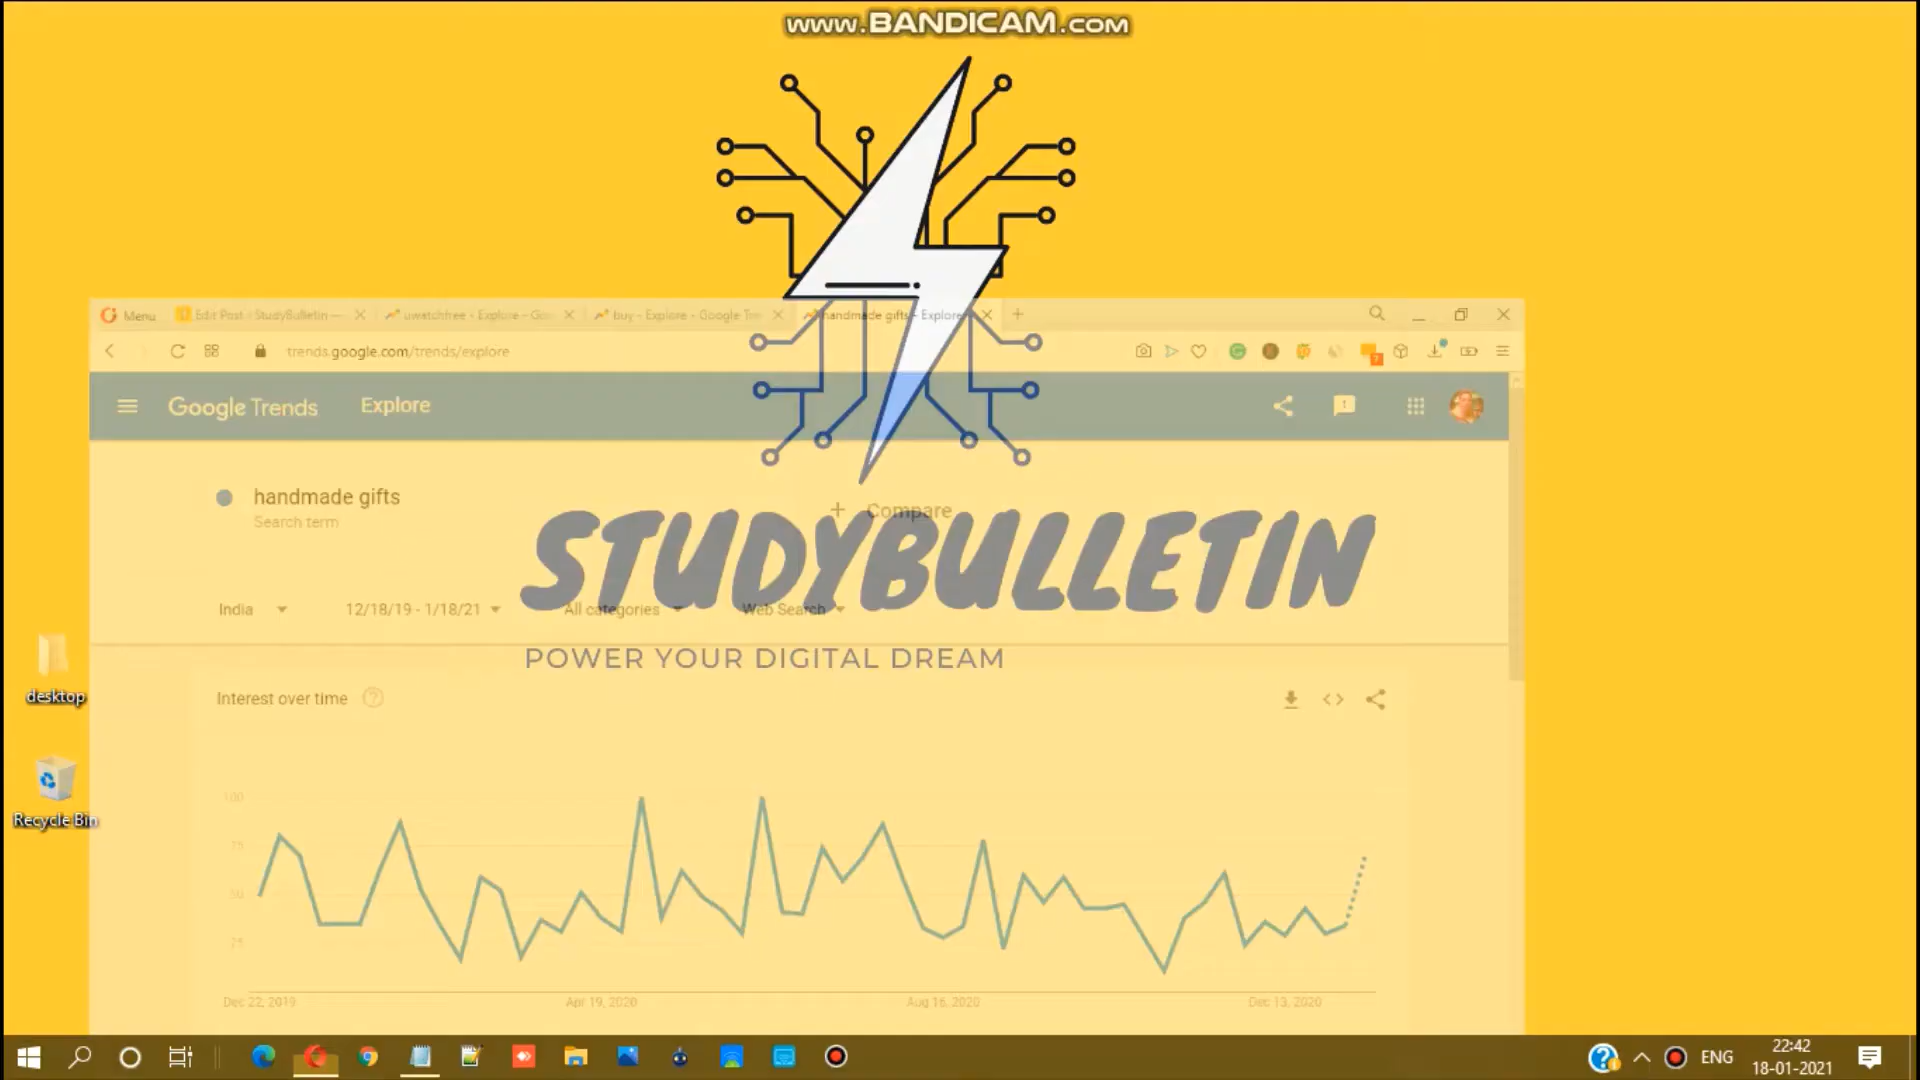 www.BANDICAM.com
Menu
Edit Post ‹ StudyBulletin —
uwatchfree - Explore - Goo
buy - Explore - Google Tre
handmade gifts - Explore
trends.google.com/trends/explore
Google Trends
Explore
handmade gifts
Search term
Compare
STUDYBULLETIN
India
12/18/19 - 1/18/21
All categories
Web Search
POWER YOUR DIGITAL DREAM
Interest over time
100
75
50
25
Dec 22, 2019
Apr 19, 2020
Aug 16, 2020
Dec 13, 2020
desktop
Recycle Bin
ENG
22:42
18-01-2021